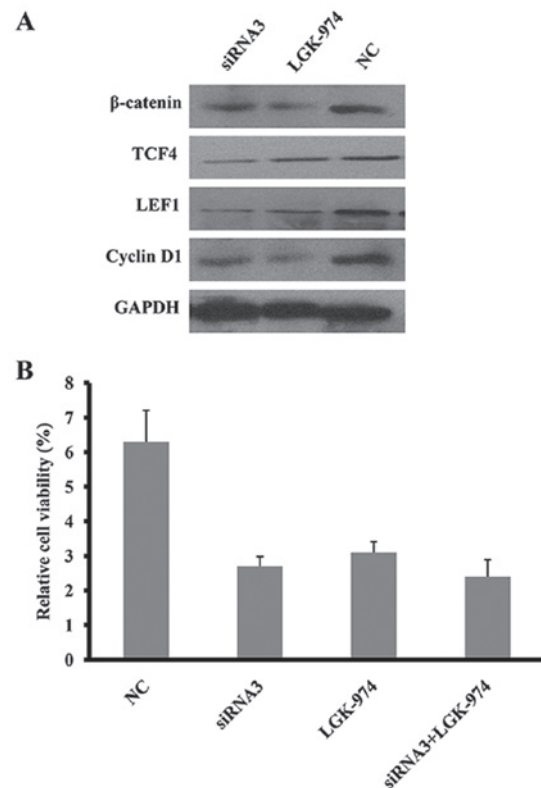 A
siRNA3
LGK-974
NC
β-catenin
TCF4
LEF1
Cyclin D1
GAPDH
B
Relative cell viability (%)
8
7
6
5
4
3
2
1
0
NC
siRNA3
LGK-974
siRNA3+LGK-974